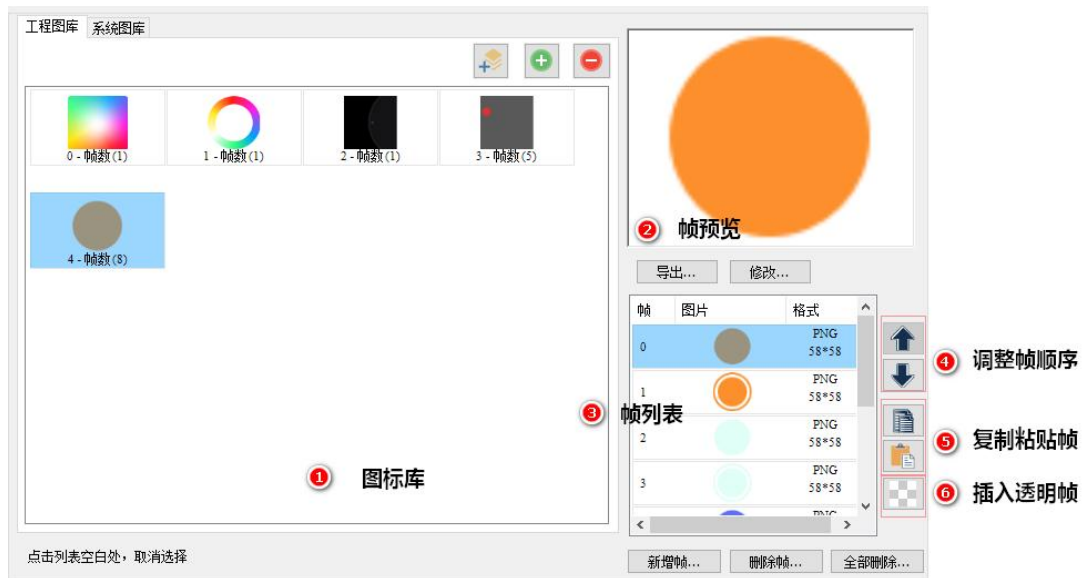 工程图库 系统图库
0 - 帧数(1) 1 - 帧数(1) 2 - 帧数(1) 3 - 帧数(5)
4 - 帧数(8)
1 图标库
点击列表空白处，取消选择
2 帧预览
导出... 修改...
帧 图片 格式
0 PNG
58*58
1 PNG
58*58
3 帧列表
2 PNG
58*58
3 PNG
58*58
PNG
新增帧... 删除帧... 全部删除...
4 调整帧顺序
5 复制粘贴帧
6 插入透明帧